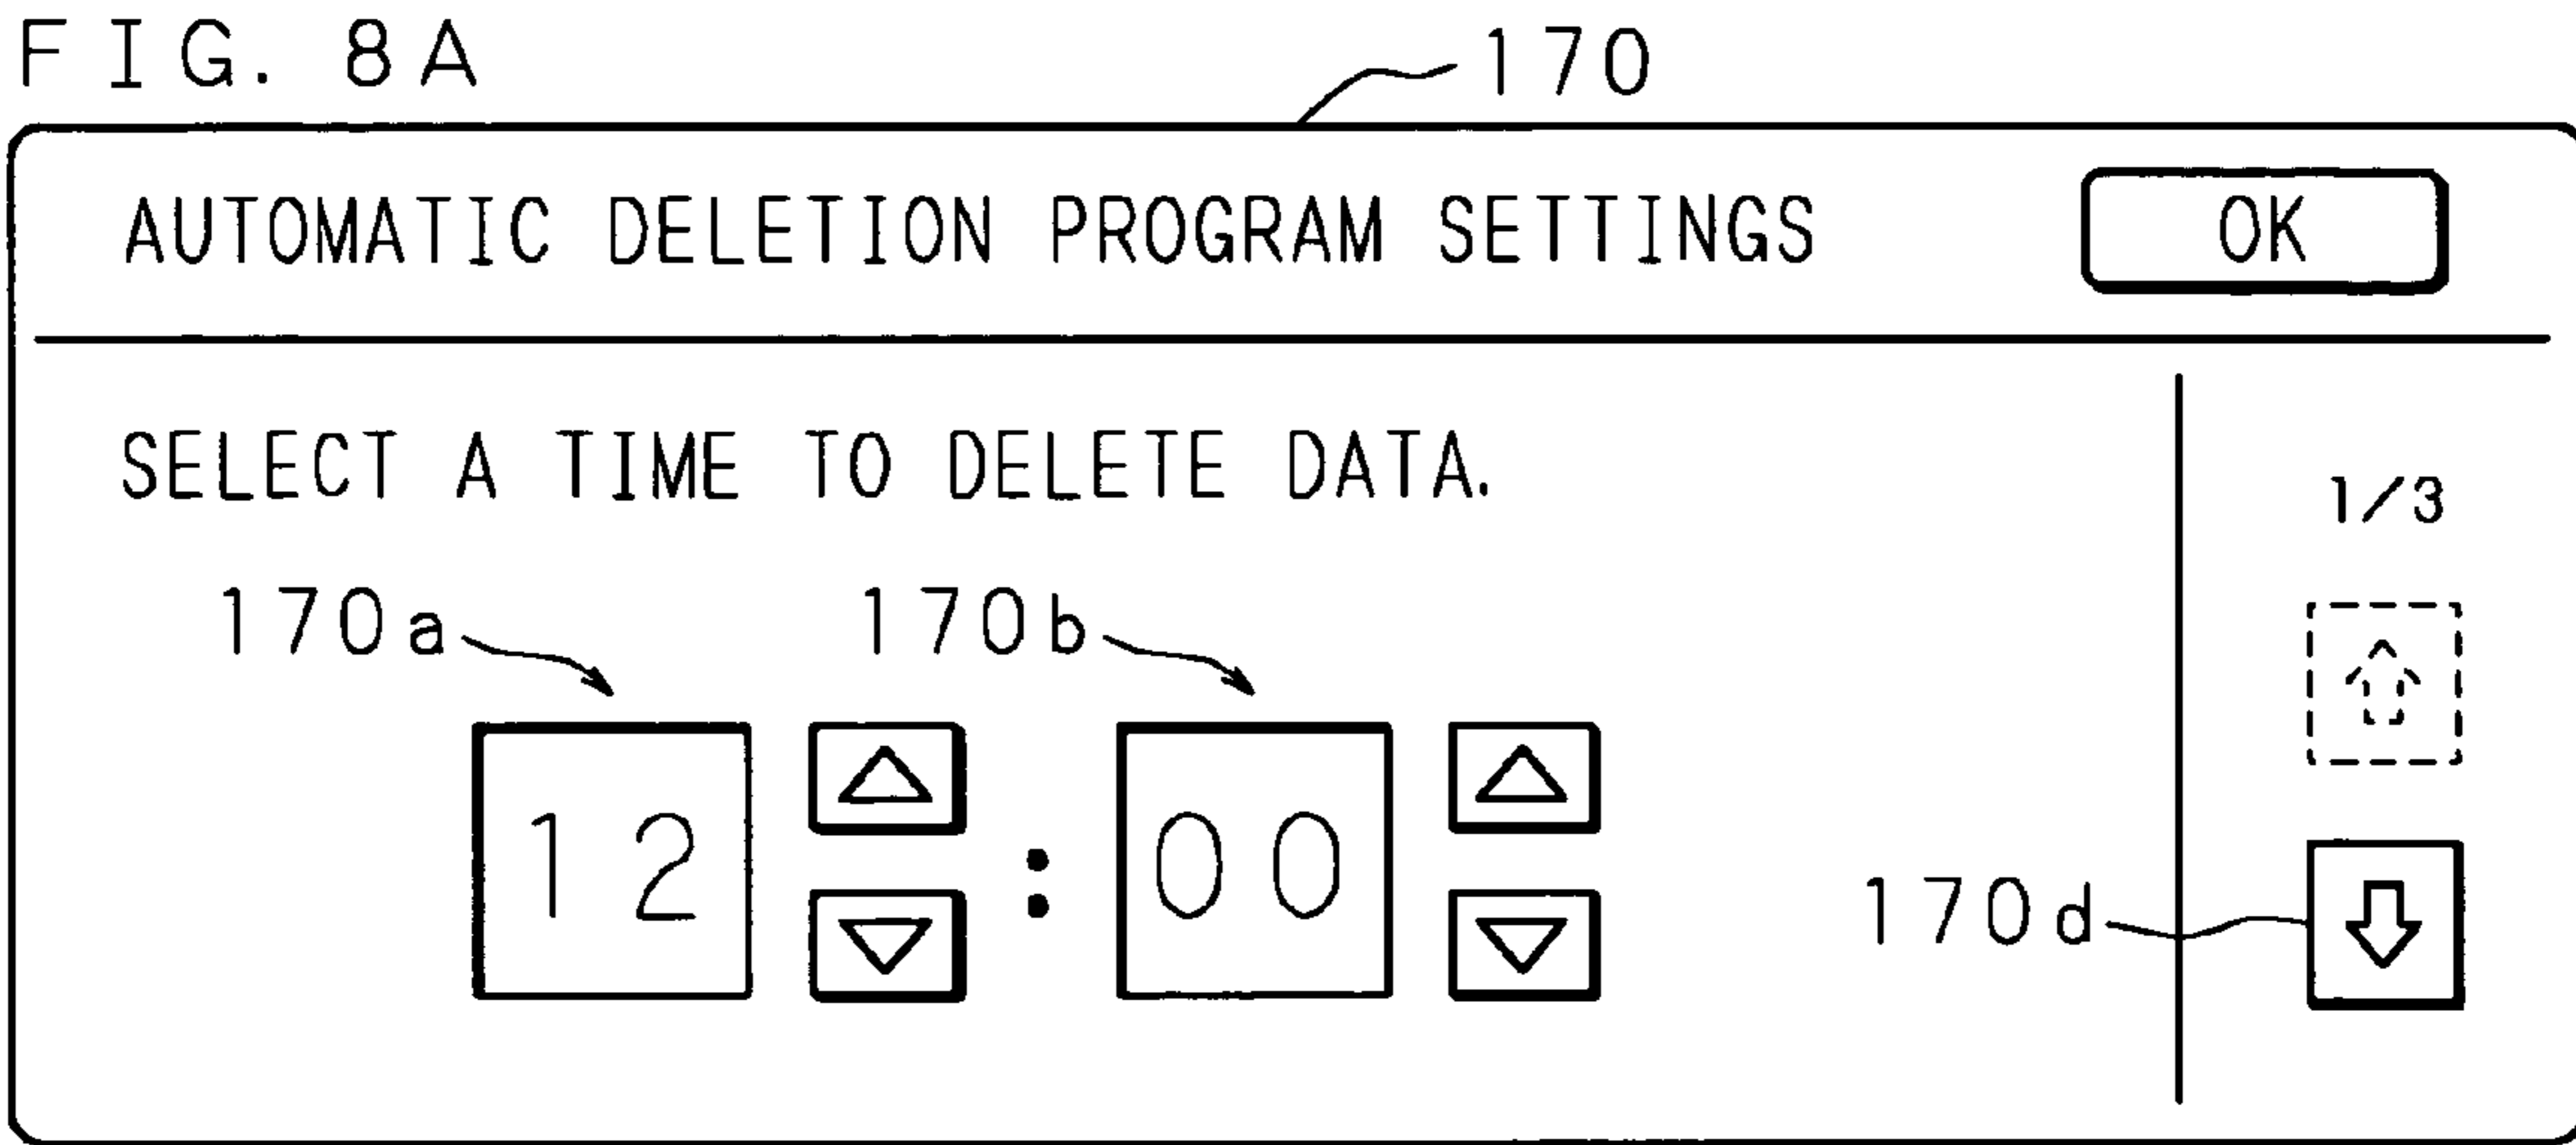 FIG. 8A
170
AUTOMATIC DELETION PROGRAM SETTINGS OK
SELECT A TIME TO DELETE DATA.
1/3
170a 170b
12 : 00
170d